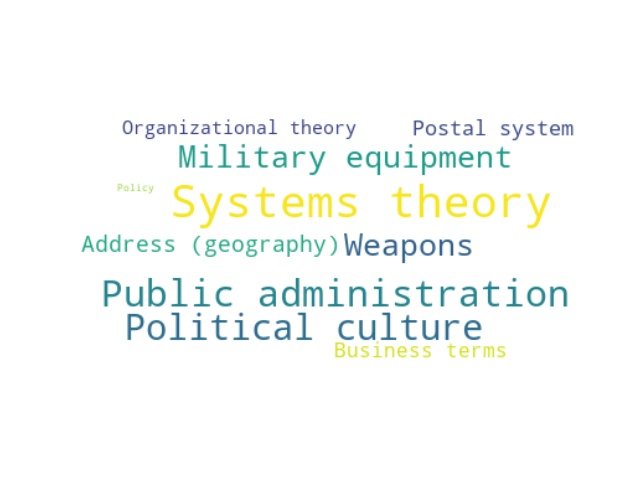 Organizational theory Postal system
Military equipment
Policy
Systems theory
Address (geography) Weapons
Public administration
Political culture
Business terms